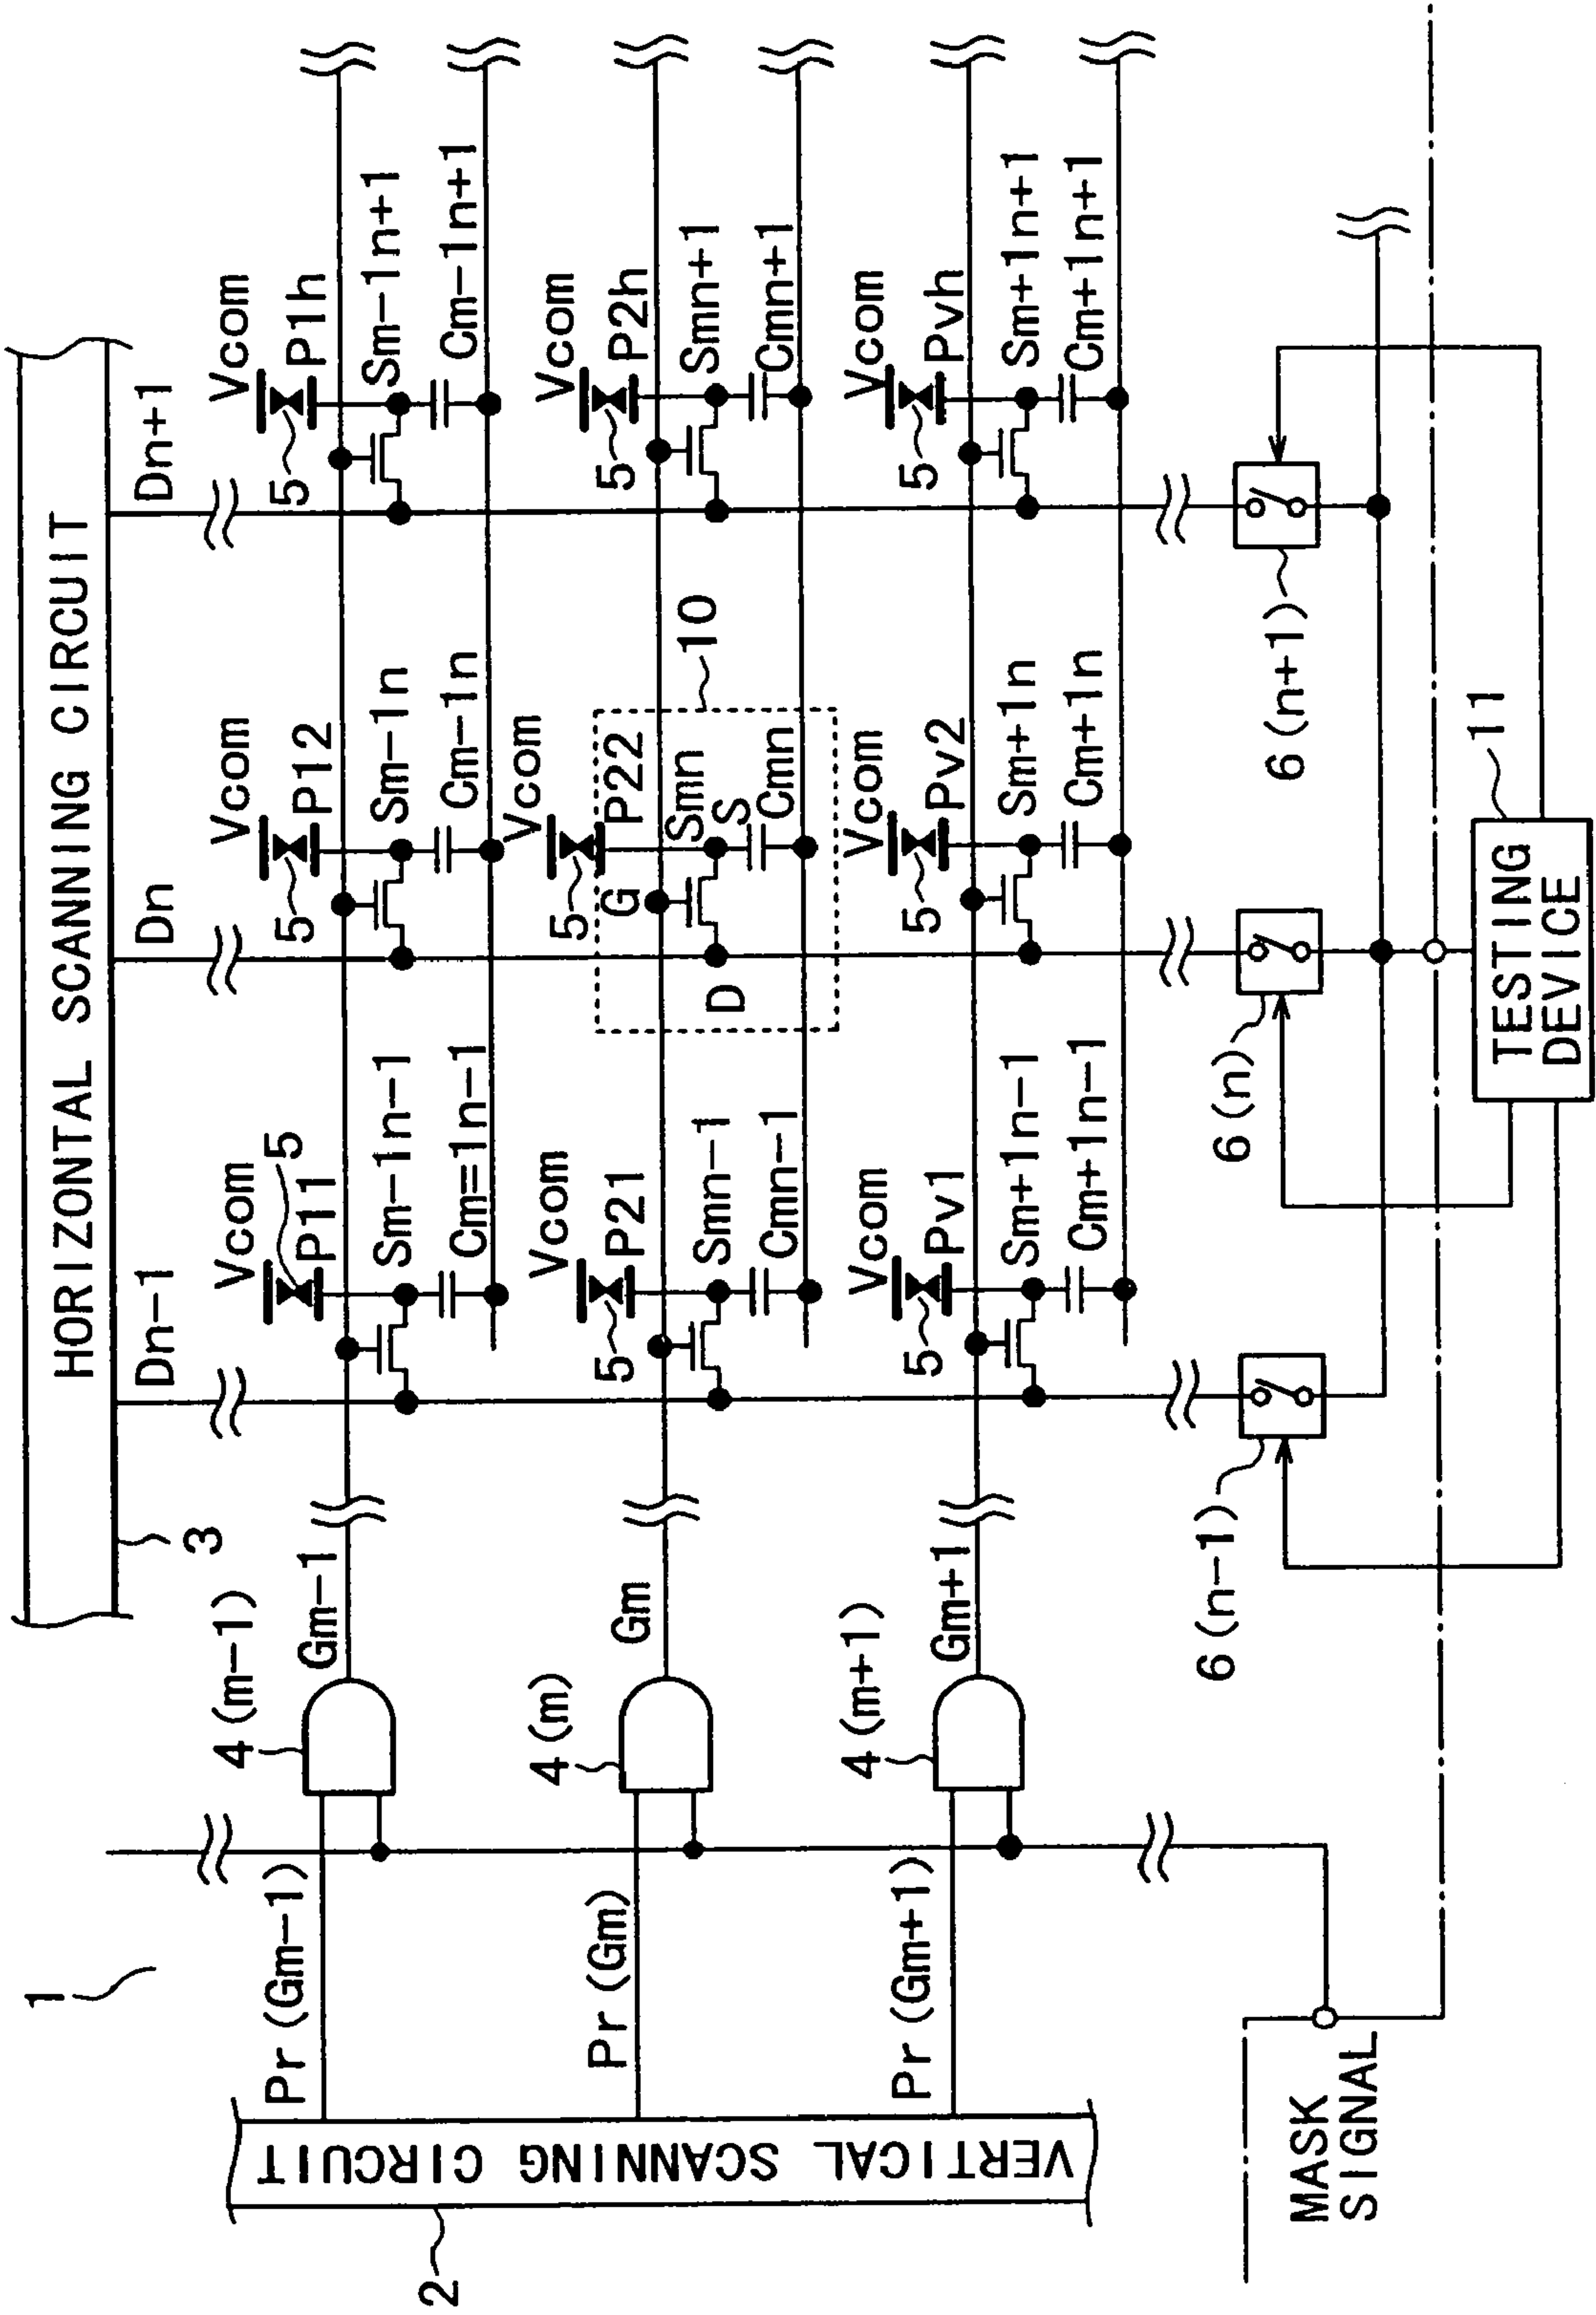 HORIZONTAL SCANNING CIRCUIT
3
Dn-1
Dn
Dn+1
1
4(m-1)
Pr(Gm-1)
Gm-1
Vcom
5
P11
Sm-1n-1
Cm=1n-1
Vcom
5
P12
Sm-1n
Cm-1n
Vcom
5
P1h
Sm-1n+1
Cm-1n+1
4(m)
Pr(Gm)
Gm
Vcom
5
P21
Smn-1
Cmn-1
Vcom
5
P22
G
Smn
S
D
Cmn
10
Vcom
5
P2h
Smn+1
Cmn+1
4(m+1)
Pr(Gm+1)
Gm+1
Vcom
5
Pv1
Sm+1n-1
Cm+1n-1
Vcom
5
Pv2
Sm+1n
Cm+1n
Vcom
5
Pvh
Sm+1n+1
Cm+1n+1
VERTICAL SCANNING CIRCUIT
2
6(n-1)
6(n)
6(n+1)
MASK
SIGNAL
11
TESTING
DEVICE